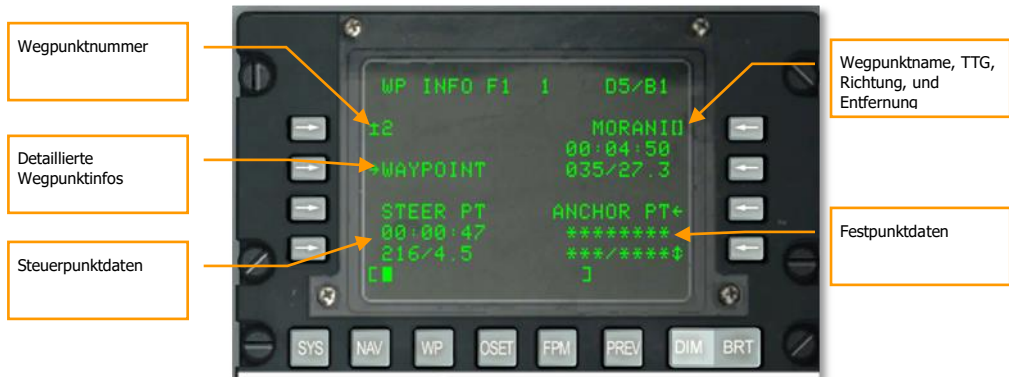 Wegpunktnummer
Detaillierte
Wegpunktinfos
Steuerpunktdaten
WP INFO F1 1 D5/B1
±2 MORANI[]
00:04:50
→WAYPOINT 035/27.3
STEER PT ANCHOR PT←
00:00:47 ********
216/4.5 ***/****↕
[ ]
SYS NAV WP OSET FPM PREV DIM BRT
Wegpunktname, TTG,
Richtung, und
Entfernung
Festpunktdaten